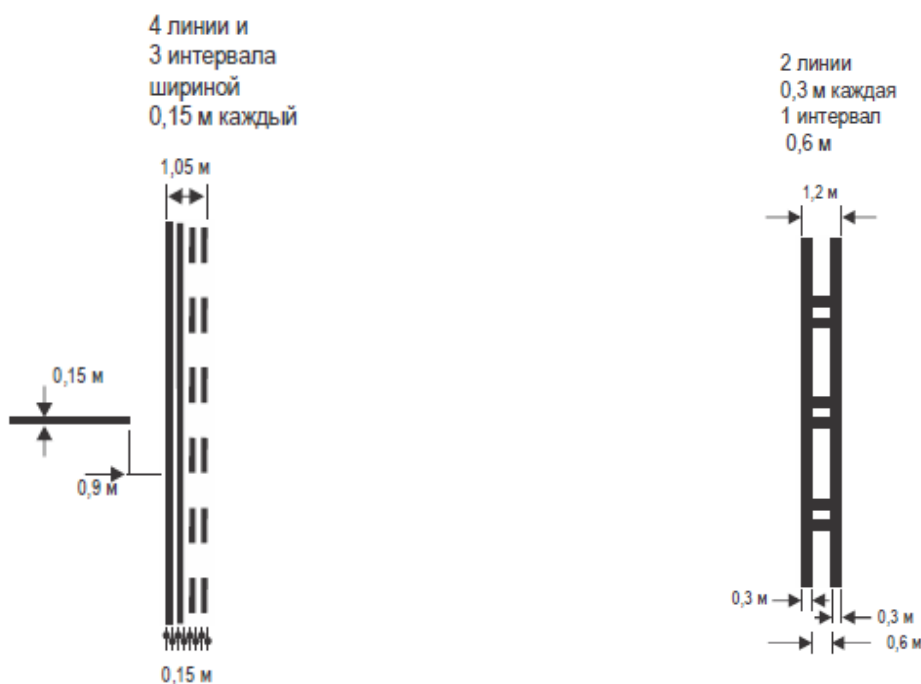 4 линии и
3 интервала
шириной
0,15 м каждый
1,05 м
0,15 м
0,9 м
0,15 м
2 линии
0,3 м каждая
1 интервал
0,6 м
1,2 м
0,3 м
0,3 м
0,6 м